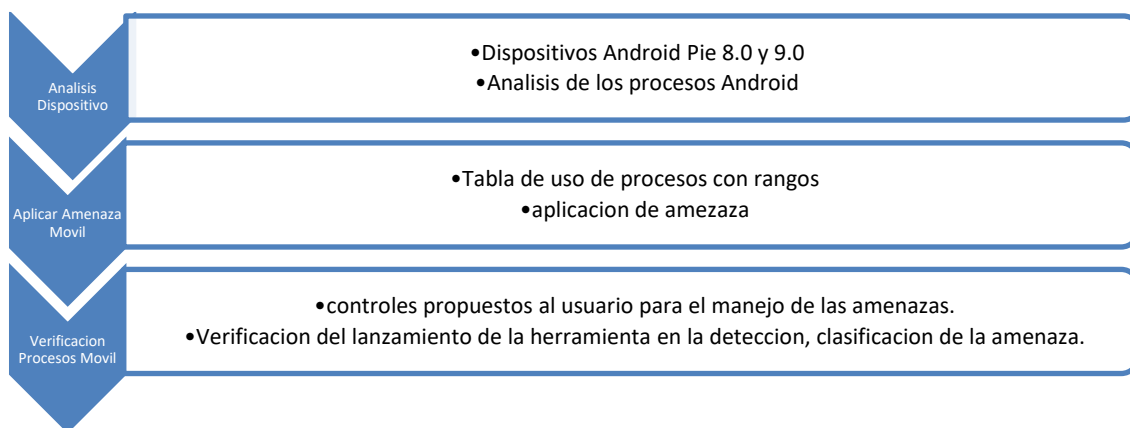 Analisis
Dispositivo
•Dispositivos Android Pie 8.0 y 9.0
•Analisis de los procesos Android
Aplicar Amenaza
Movil
•Tabla de uso de procesos con rangos
•aplicacion de amezaza
Verificacion
Procesos Movil
•controles propuestos al usuario para el manejo de las amenazas.
•Verificacion del lanzamiento de la herramienta en la deteccion, clasificacion de la amenaza.